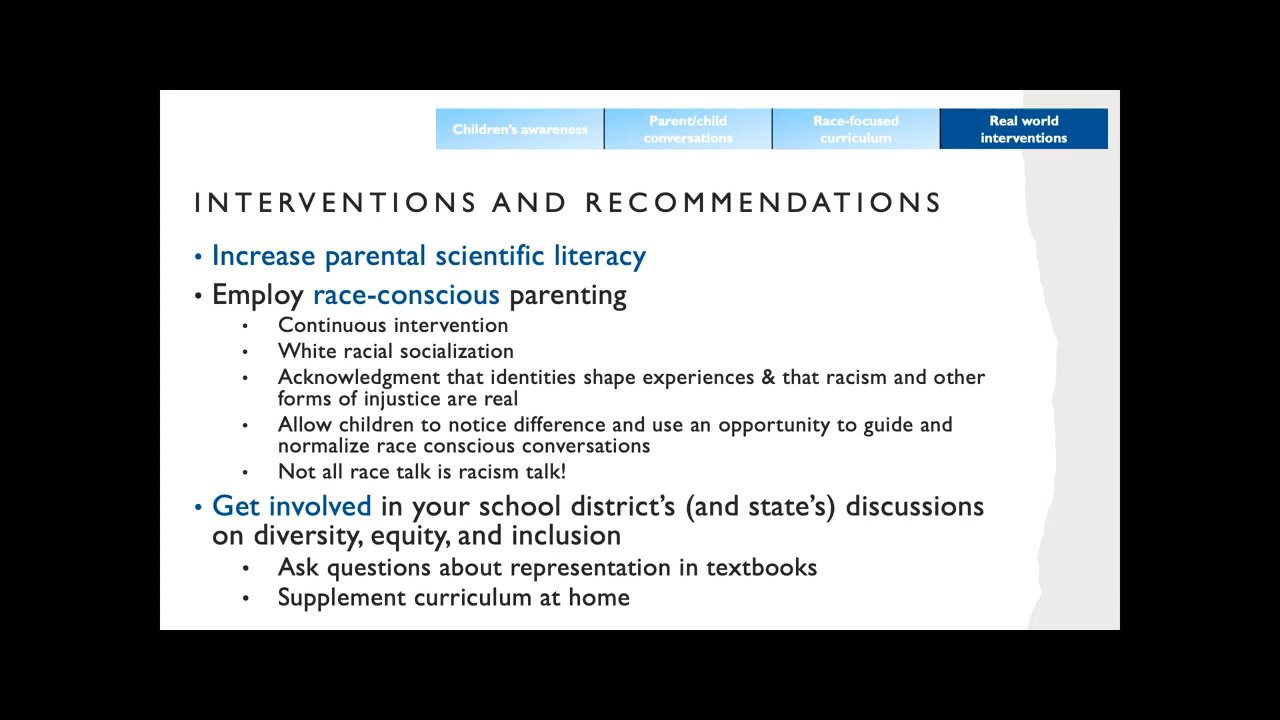 Children's awareness
Parent/child
conversations
Race-focused
curriculum
Real world
interventions
INTERVENTIONS AND RECOMMENDATIONS
• Increase parental scientific literacy
• Employ race-conscious parenting
• Continuous intervention
• White racial socialization
• Acknowledgment that identities shape experiences & that racism and other
forms of injustice are real
• Allow children to notice difference and use an opportunity to guide and
normalize race conscious conversations
• Not all race talk is racism talk!
• Get involved in your school district's (and state's) discussions
on diversity, equity, and inclusion
• Ask questions about representation in textbooks
• Supplement curriculum at home